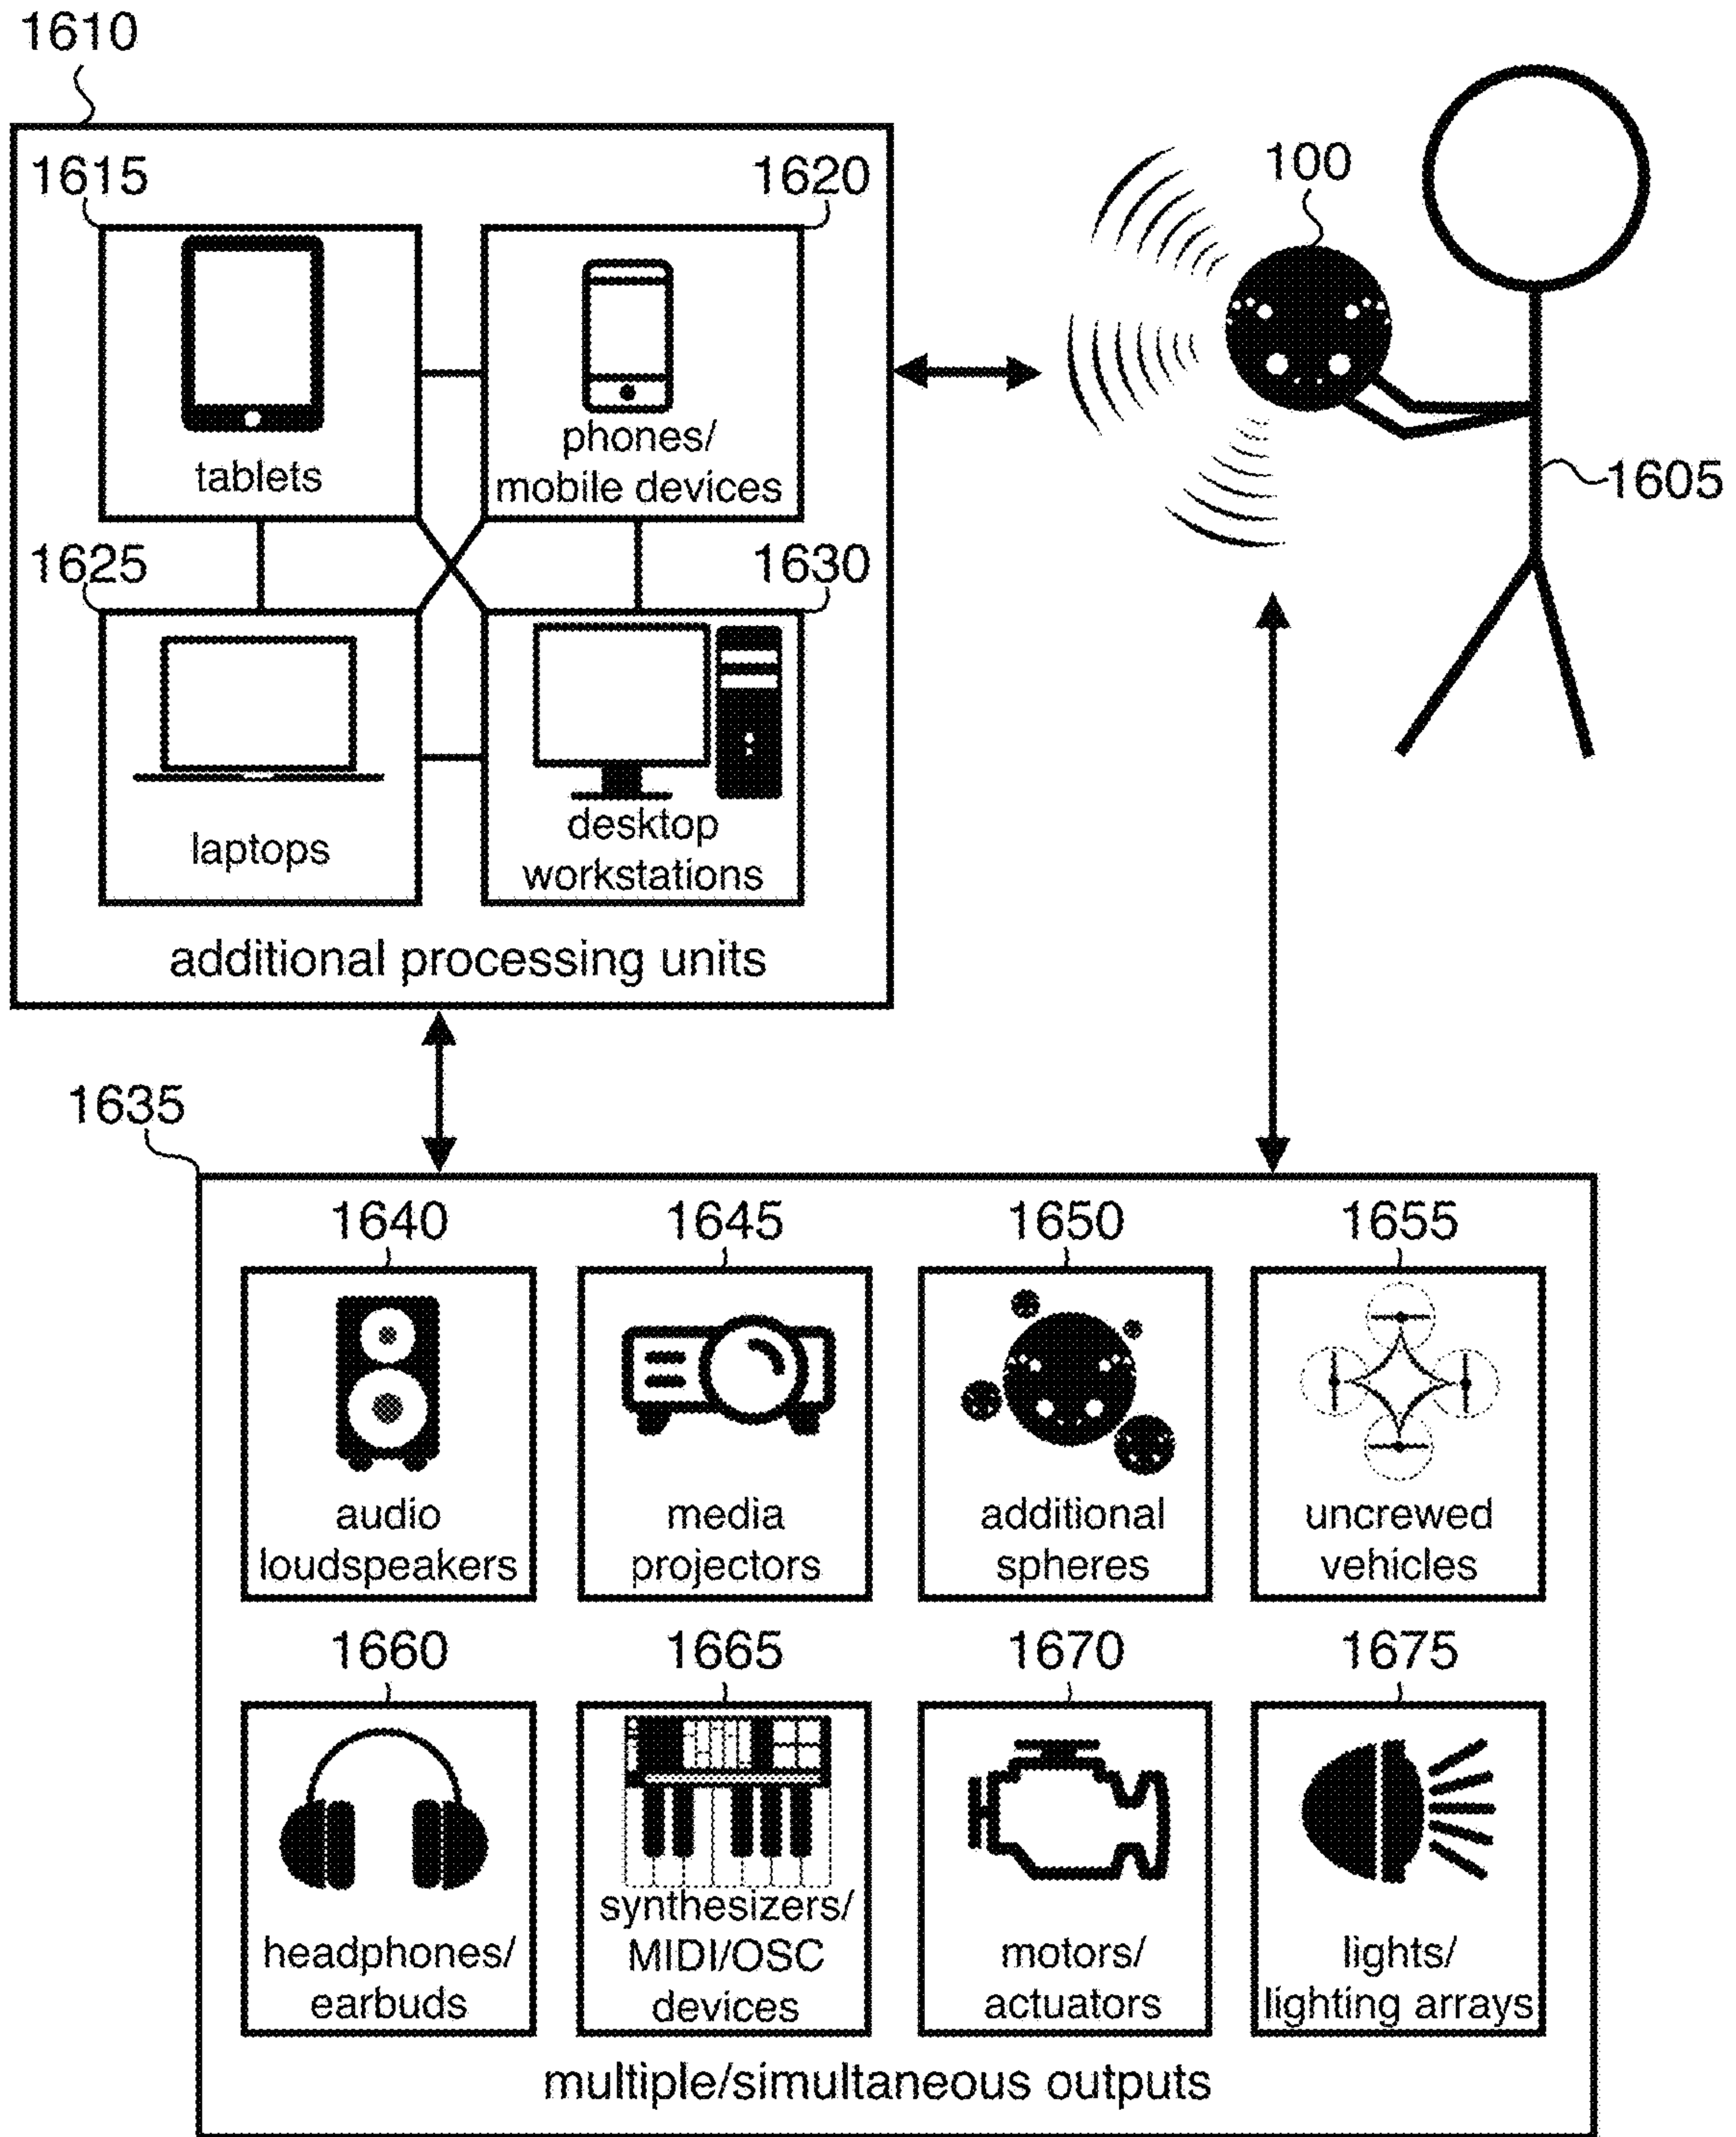 1610
1615
1620
100
tablets
phones/
mobile devices
1605
1625
1630
laptops
desktop
workstations
additional processing units
1635
1640
1645
1650
1655
audio
loudspeakers
media
projectors
additional
spheres
uncrewed
vehicles
1660
1665
1670
1675
headphones/
earbuds
synthesizers/
MIDI/OSC
devices
motors/
actuators
lights/
lighting arrays
multiple/simultaneous outputs